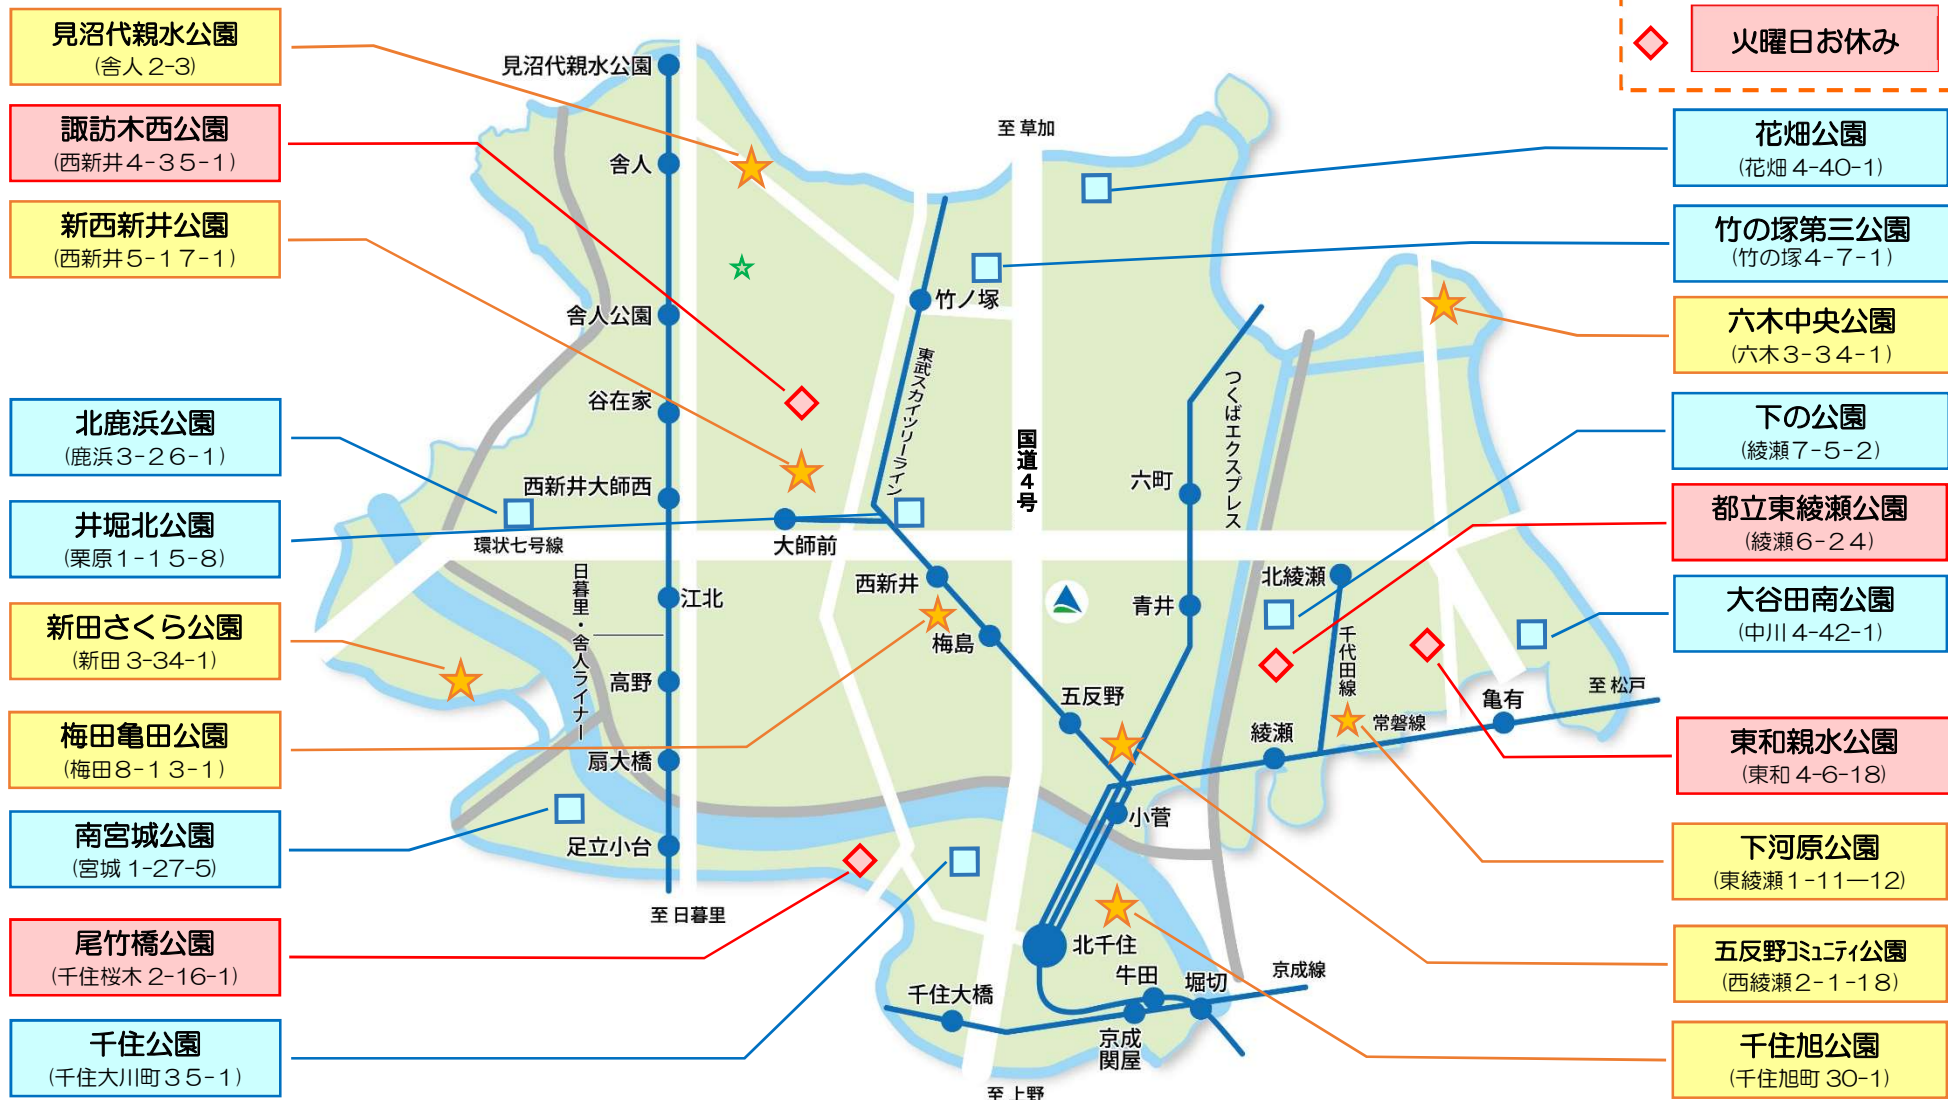 見沼代親水公園
(舎人2-3)
諏訪木西公園
(西新井4-35-1)
新西新井公園
(西新井5-17-1)
北鹿浜公園
(鹿浜3-26-1)
井堀北公園
(栗原1-15-8)
新田さくら公園
(新田3-34-1)
梅田亀田公園
(梅田8-13-1)
南宮城公園
(宮城1-27-5)
尾竹橋公園
(千住桜木2-16-1)
千住公園
(千住大川町35-1)
見沼代親水公園
舎人
舎人公園
谷在家
西新井大師西
環状七号線
日暮里・舎人ライナー
江北
高野
扇大橋
足立小台
至 日暮里
至 草加
竹ノ塚
東武スカイツリーライン
国道4号
大師前
西新井
梅島
五反野
小菅
北千住
牛田
堀切
京成線
千住大橋
京成
関屋
至 上野
つくばエクスプレス
六町
青井
北綾瀬
千代田線
綾瀬
常磐線
亀有
至 松戸
火曜日お休み
花畑公園
(花畑4-40-1)
竹の塚第三公園
(竹の塚4-7-1)
六木中央公園
(六木3-34-1)
下の公園
(綾瀬7-5-2)
都立東綾瀬公園
(綾瀬6-24)
大谷田南公園
(中川4-42-1)
東和親水公園
(東和4-6-18)
下河原公園
(東綾瀬1-11―12)
五反野コミュニティ公園
(西綾瀬2-1-18)
千住旭公園
(千住旭町30-1)